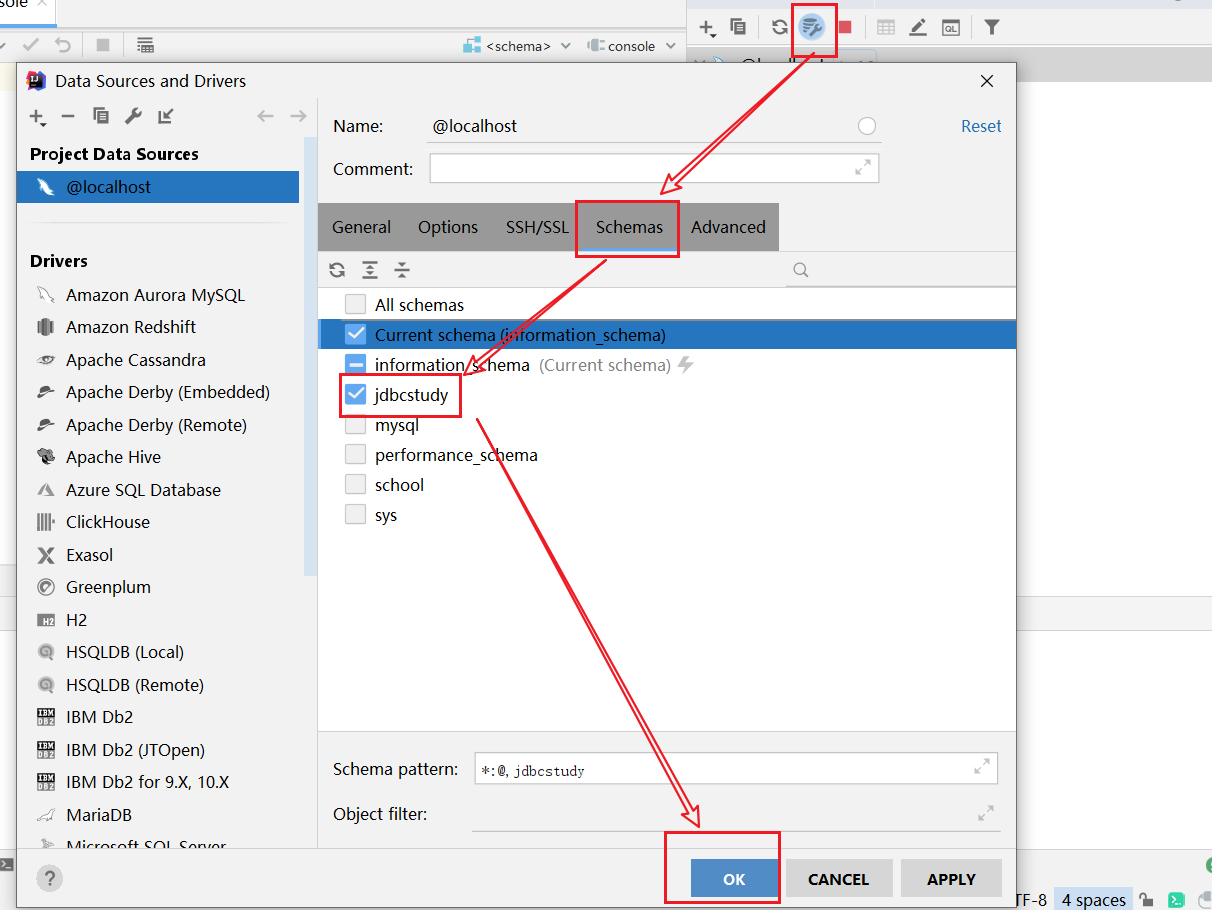 sole
<schema>
console
@localhost
Data Sources and Drivers
Project Data Sources
@localhost
Drivers
Amazon Aurora MySQL
Amazon Redshift
Apache Cassandra
Apache Derby (Embedded)
Apache Derby (Remote)
Apache Hive
Azure SQL Database
ClickHouse
Exasol
Greenplum
H2
HSQLDB (Local)
HSQLDB (Remote)
IBM Db2
IBM Db2 (JTOpen)
IBM Db2 for 9.X, 10.X
MariaDB
Microsoft SQL Server
Name: @localhost
Reset
Comment:
General Options SSH/SSL Schemas Advanced
All schemas
Current schema (information_schema)
information_schema (Current schema)
jdbcstudy
mysql
performance_schema
school
sys
Schema pattern: *:@,jdbcstudy
Object filter:
?
OK CANCEL APPLY
TF-8 4 spaces